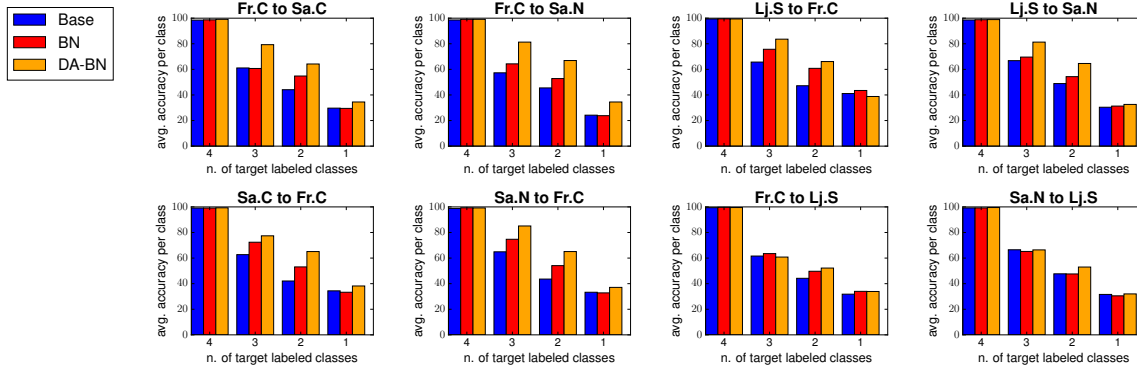 Base
BN
DA-BN
Fr.C to Sa.C
avg. accuracy per class
100
80
60
40
20
0
4 3 2 1
n. of target labeled classes
Fr.C to Sa.N
avg. accuracy per class
100
80
60
40
20
0
4 3 2 1
n. of target labeled classes
Lj.S to Fr.C
avg. accuracy per class
100
80
60
40
20
0
4 3 2 1
n. of target labeled classes
Lj.S to Sa.N
avg. accuracy per class
100
80
60
40
20
0
4 3 2 1
n. of target labeled classes
Sa.C to Fr.C
avg. accuracy per class
100
80
60
40
20
0
4 3 2 1
n. of target labeled classes
Sa.N to Fr.C
avg. accuracy per class
100
80
60
40
20
0
4 3 2 1
n. of target labeled classes
Fr.C to Lj.S
avg. accuracy per class
100
80
60
40
20
0
4 3 2 1
n. of target labeled classes
Sa.N to Lj.S
avg. accuracy per class
100
80
60
40
20
0
4 3 2 1
n. of target labeled classes